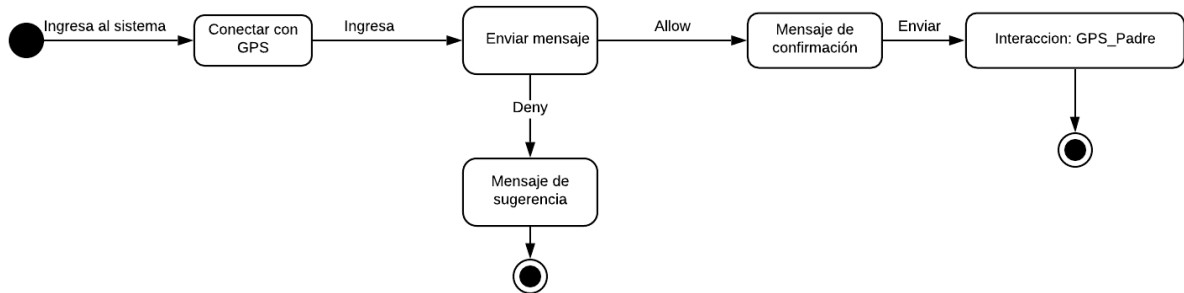 Ingresa al sistema
Conectar con
GPS
Ingresa
Enviar mensaje
Allow
Mensaje de
confirmación
Enviar
Interaccion: GPS_Padre
Deny
Mensaje de
sugerencia